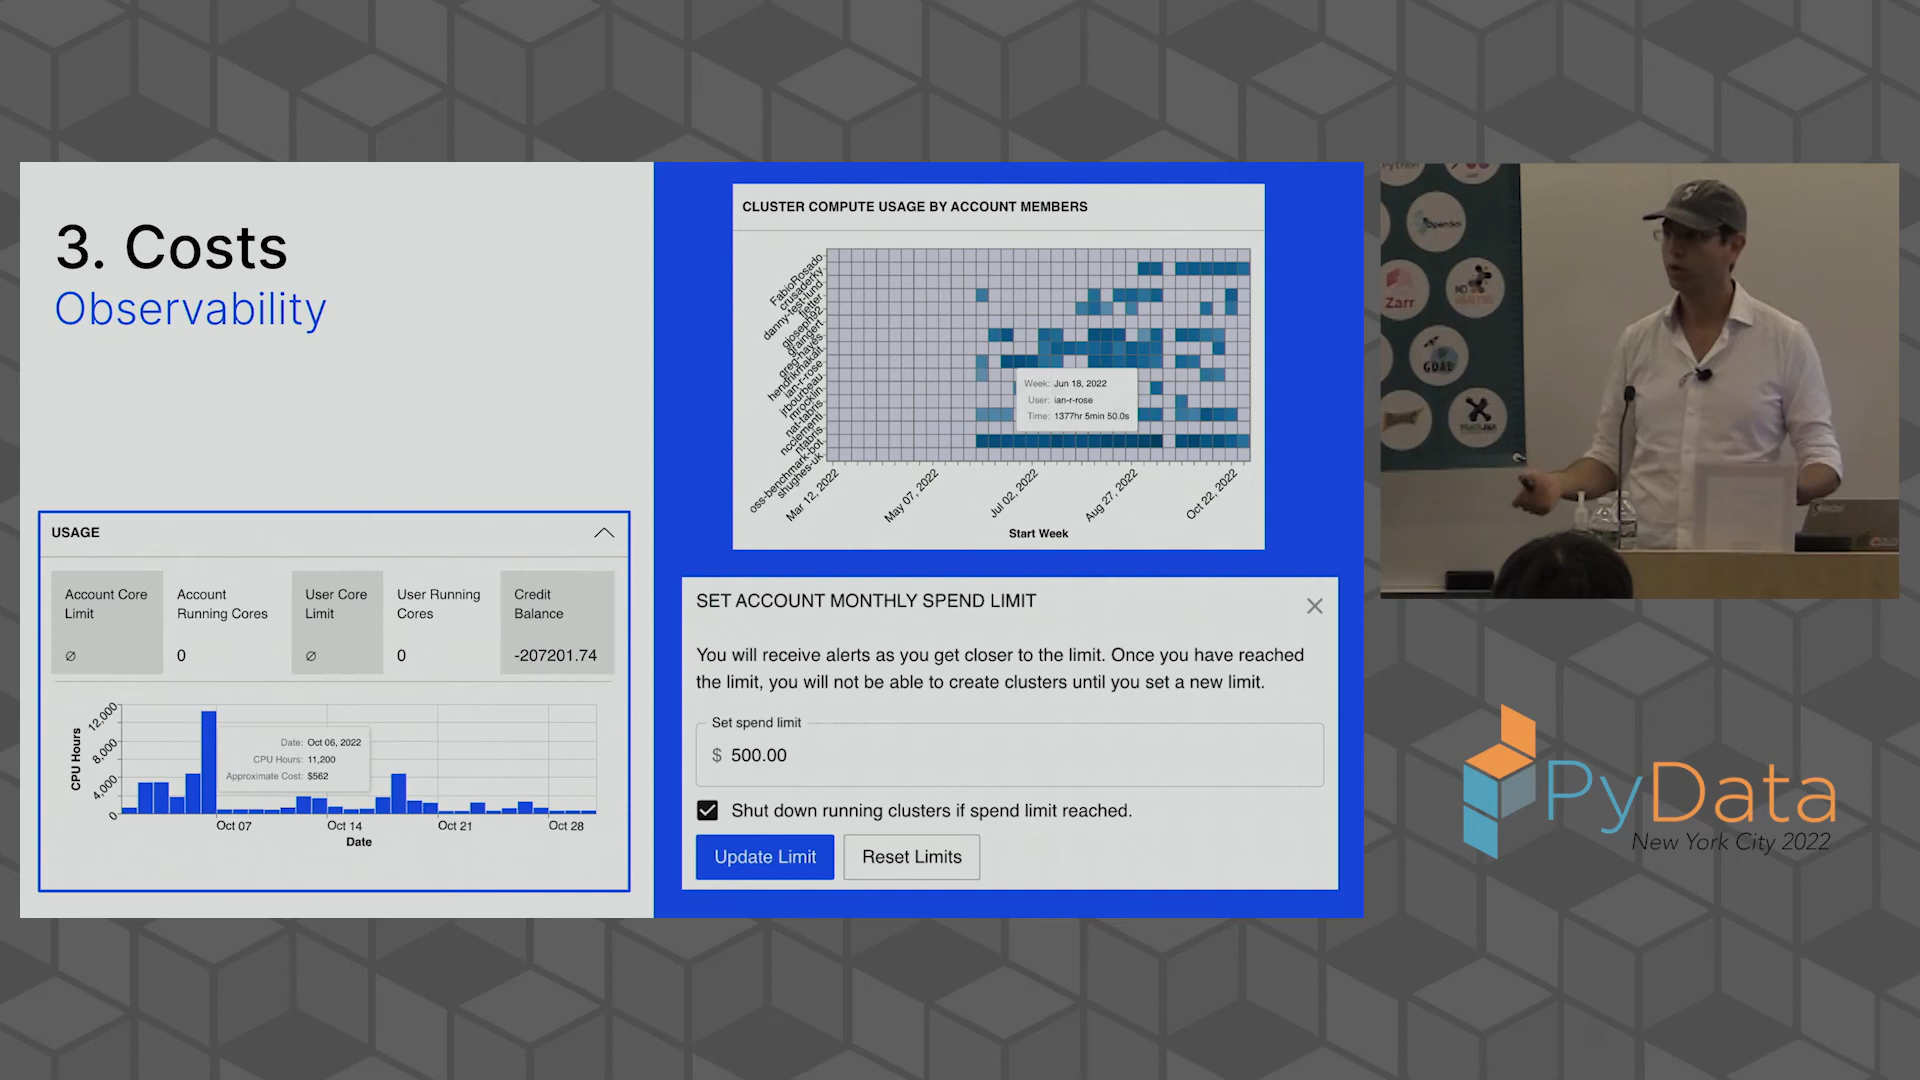 3. Costs
Observability
USAGE
Account Core
Limit
∅
Account
Running Cores
0
User Core
Limit
∅
User Running
Cores
0
Credit
Balance
-207201.74
CPU Hours
12,000
8,000
4,000
0
Date: Oct 06, 2022
CPU Hours: 11,200
Approximate Cost: $562
Oct 07
Oct 14
Oct 21
Oct 28
Date
CLUSTER COMPUTE USAGE BY ACCOUNT MEMBERS
FabioRosado
crusaderky
danny-test-lund
fletter
gjoseph92
graingert
greg-hayes
hendrikmakait
ian-r-rose
jrbourbeau
mrocklin
nat-tabris
ncclementi
ntabris
oss-benchmark-bot
shughes-uk
Week: Jun 18, 2022
User: ian-r-rose
Time: 1377hr 5min 50.0s
Mar 12, 2022
May 07, 2022
Jul 02, 2022
Aug 27, 2022
Oct 22, 2022
Start Week
SET ACCOUNT MONTHLY SPEND LIMIT
You will receive alerts as you get closer to the limit. Once you have reached
the limit, you will not be able to create clusters until you set a new limit.
Set spend limit
$ 500.00
Shut down running clusters if spend limit reached.
Update Limit
Reset Limits
Zarr
GDAL
PyData
New York City 2022